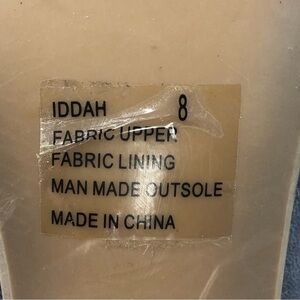 IDDAH 8
FABRIC UPPER
FABRIC LINING
MAN MADE OUTSOLE
MADE IN CHINA